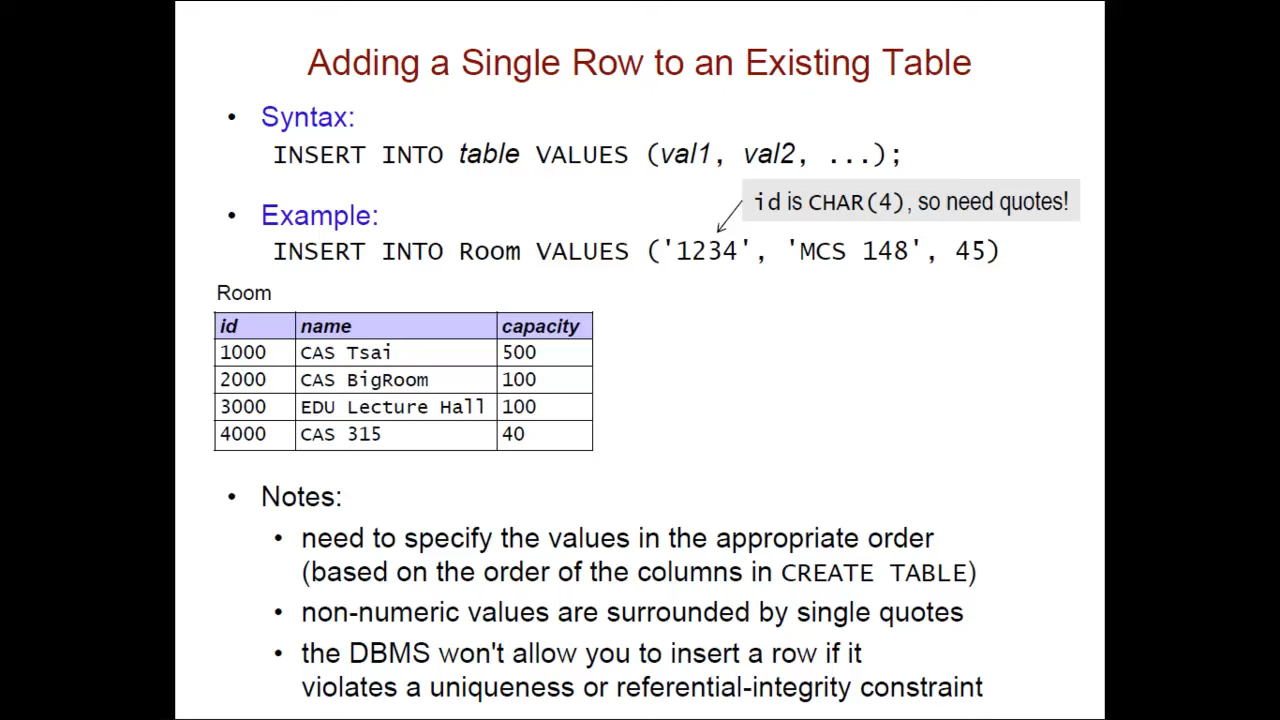 Adding a Single Row to an Existing Table
• Syntax:
INSERT INTO table VALUES (val1, val2, ...);
id is CHAR(4), so need quotes!
• Example:
INSERT INTO Room VALUES ('1234', 'MCS 148', 45)
Room
id name capacity
1000 CAS Tsai 500
2000 CAS BigRoom 100
3000 EDU Lecture Hall 100
4000 CAS 315 40
• Notes:
• need to specify the values in the appropriate order
(based on the order of the columns in CREATE TABLE)
• non-numeric values are surrounded by single quotes
• the DBMS won't allow you to insert a row if it
violates a uniqueness or referential-integrity constraint